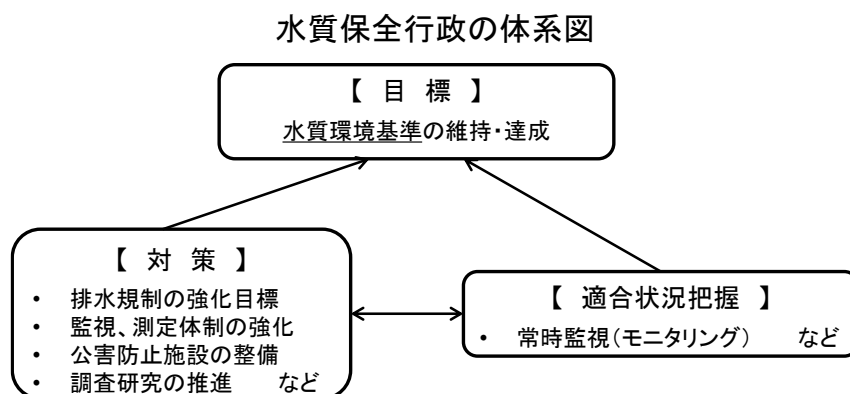 水質保全行政の体系図
【 目 標 】
水質環境基準の維持・達成
【 対 策 】
• 排水規制の強化目標
• 監視、測定体制の強化
• 公害防止施設の整備
• 調査研究の推進 など
【 適合状況把握 】
• 常時監視(モニタリング) など